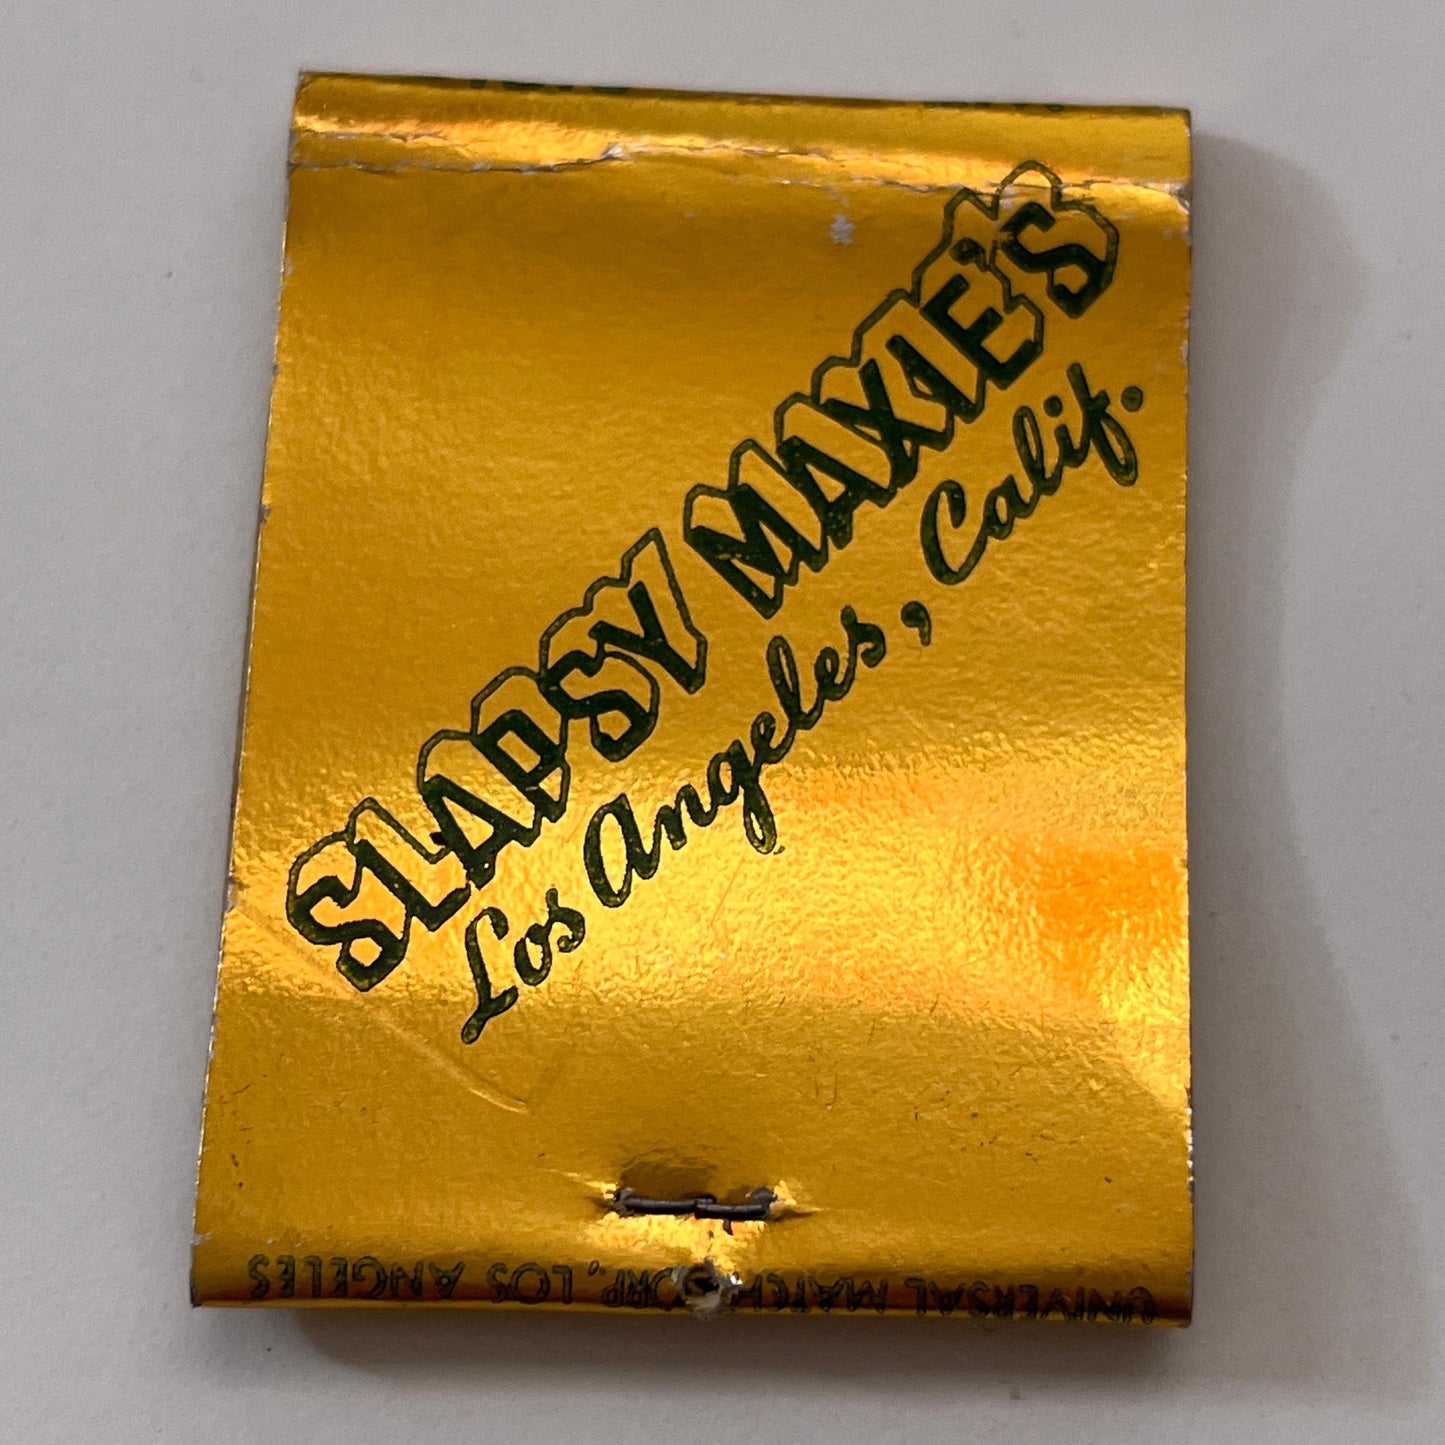 SLAPSY MAXIE'S
Los Angeles, Calif.
UNIVERSAL MATCH CORP., LOS ANGELES